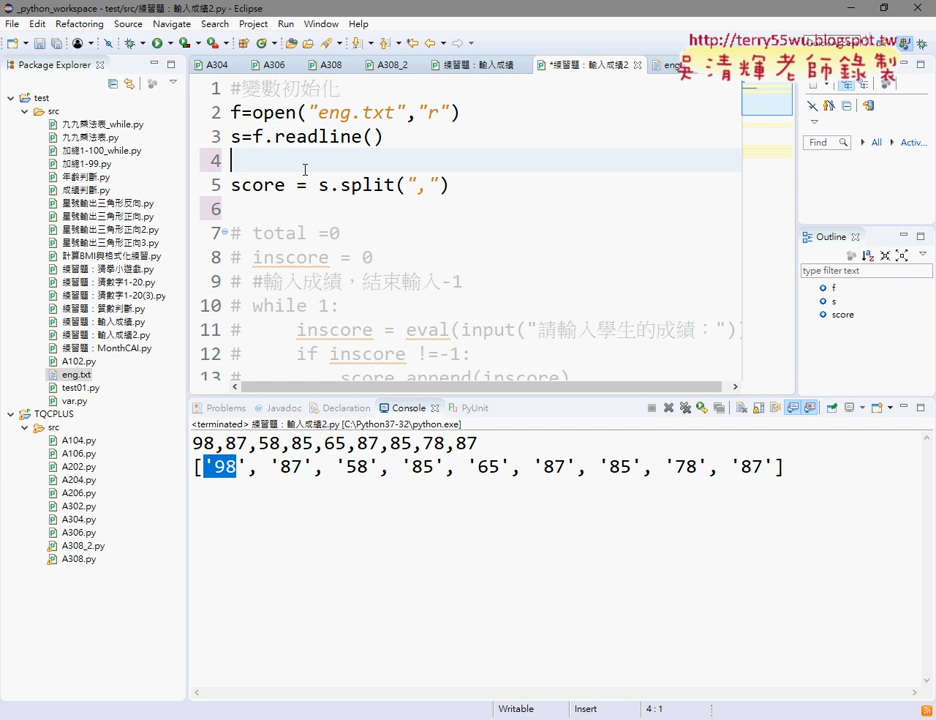 _python_workspace - test/src/練習題：輸入成績2.py - Eclipse
File Edit Refactoring Source Navigate Search Project Run Window Help
http://terry55wu.blogspot.tw
吳清輝老師錄製
Package Explorer
A304 A306 A308 A308_2 練習題：輸入成績 *練習題：輸入成績2 eng
test
src
九九乘法表_while.py
九九乘法表.py
加總1-100_while.py
加總1-99.py
年齡判斷.py
成績判斷.py
星號輸出三角形反向.py
星號輸出三角形正向.py
星號輸出三角形正向2.py
星號輸出三角形正向3.py
計算BMI與格式化練習.py
練習題：猜拳小遊戲.py
練習題：猜數字1-20.py
練習題：猜數字1-20(3).py
練習題：質數判斷.py
練習題：輸入成績.py
練習題：輸入成績2.py
練習題：MonthCAl.py
A102.py
eng.txt
test01.py
var.py
TQCPLUS
src
A104.py
A106.py
A202.py
A204.py
A206.py
A302.py
A304.py
A306.py
A308_2.py
A308.py
1 #變數初始化
2 f=open("eng.txt","r")
3 s=f.readline()
4
5 score = s.split(",")
6
7 # total =0
8 # inscore = 0
9 # #輸入成績，結束輸入-1
10 # while 1:
11 #     inscore = eval(input("請輸入學生的成績："))
12 #     if inscore !=-1:
13 #         score.append(inscore)
Find All Activ...
Outline
type filter text
f
s
score
Problems Javadoc Declaration Console PyUnit
<terminated> 練習題：輸入成績2.py [C:\Python37-32\python.exe]
98,87,58,85,65,87,85,78,87
['98', '87', '58', '85', '65', '87', '85', '78', '87']
Writable Insert 4 : 1